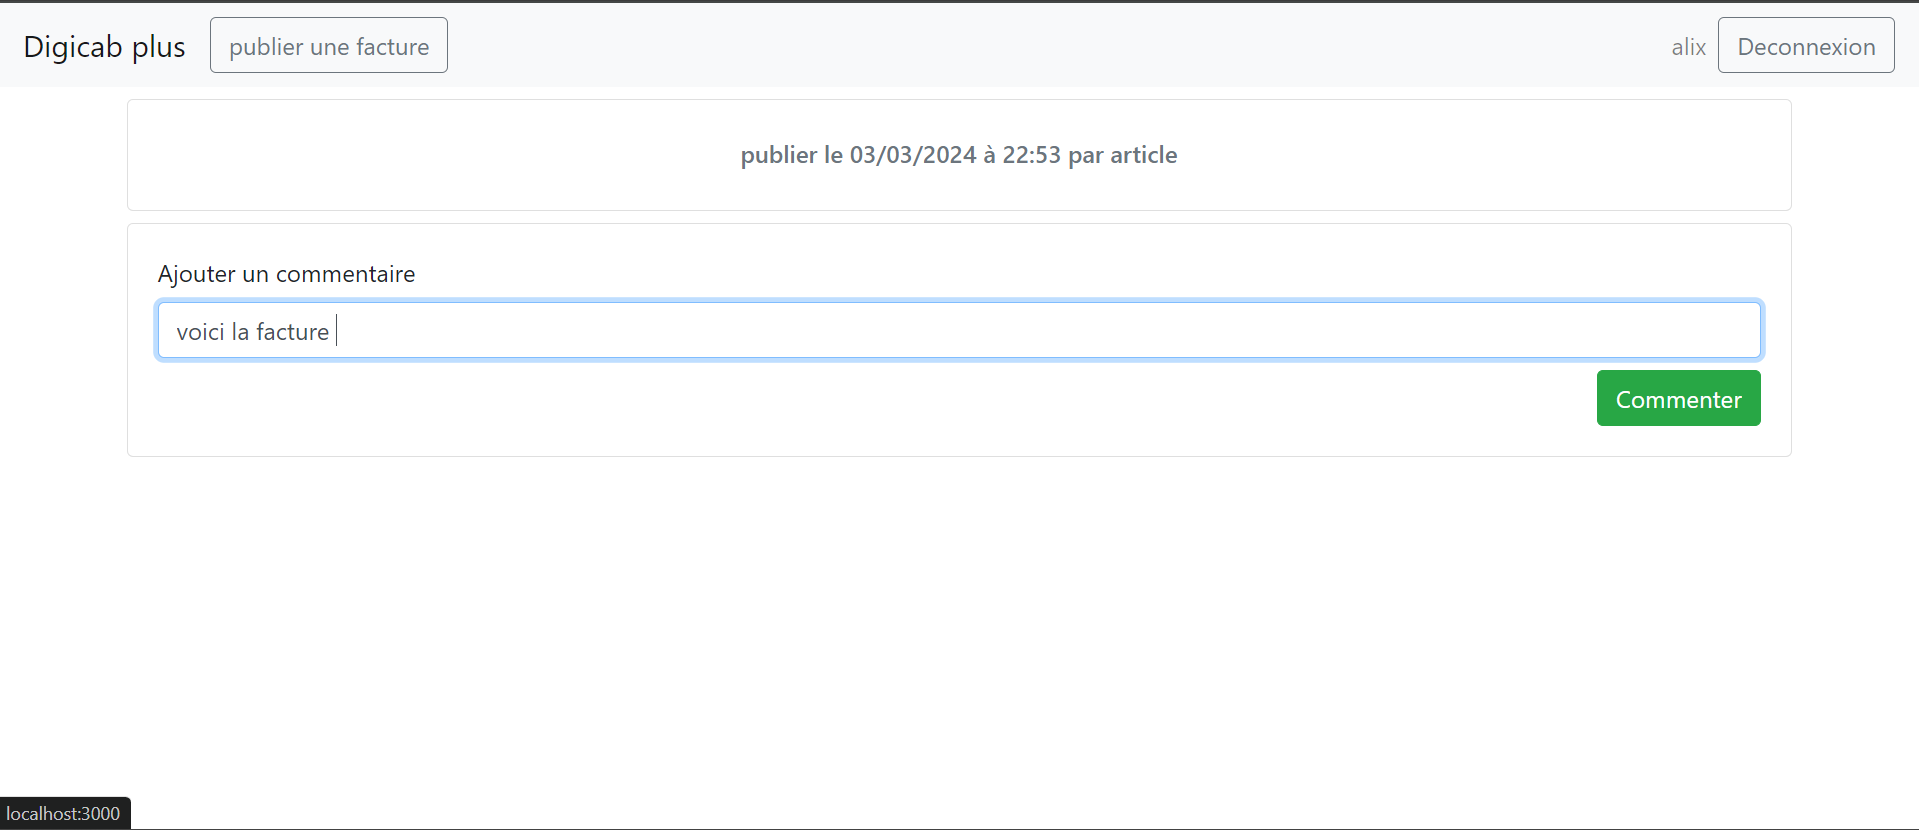 Digicab plus publier une facture alix Deconnexion
publier le 03/03/2024 à 22:53 par article
Ajouter un commentaire
voici la facture
Commenter
localhost:3000